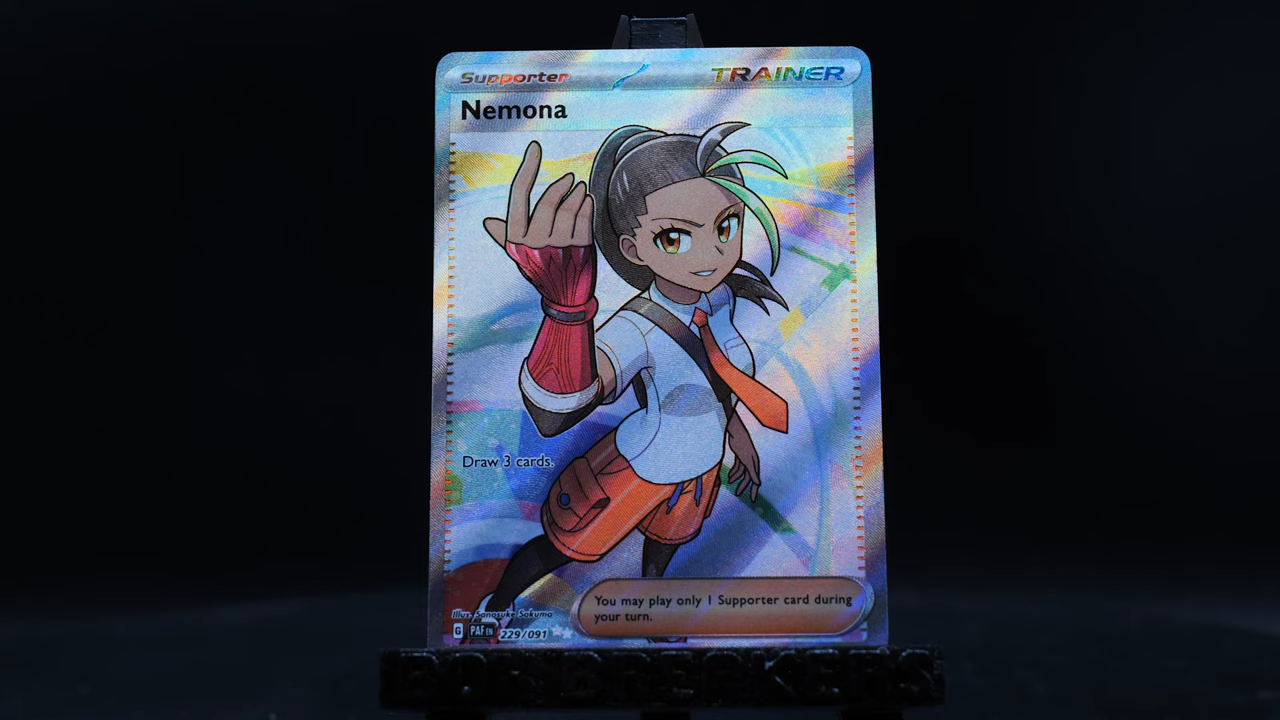 Supporter TRAINER
Nemona
Draw 3 cards.
You may play only 1 Supporter card during
your turn.
Illus. Sanosuke Sakuma
G PAF EN 229/091